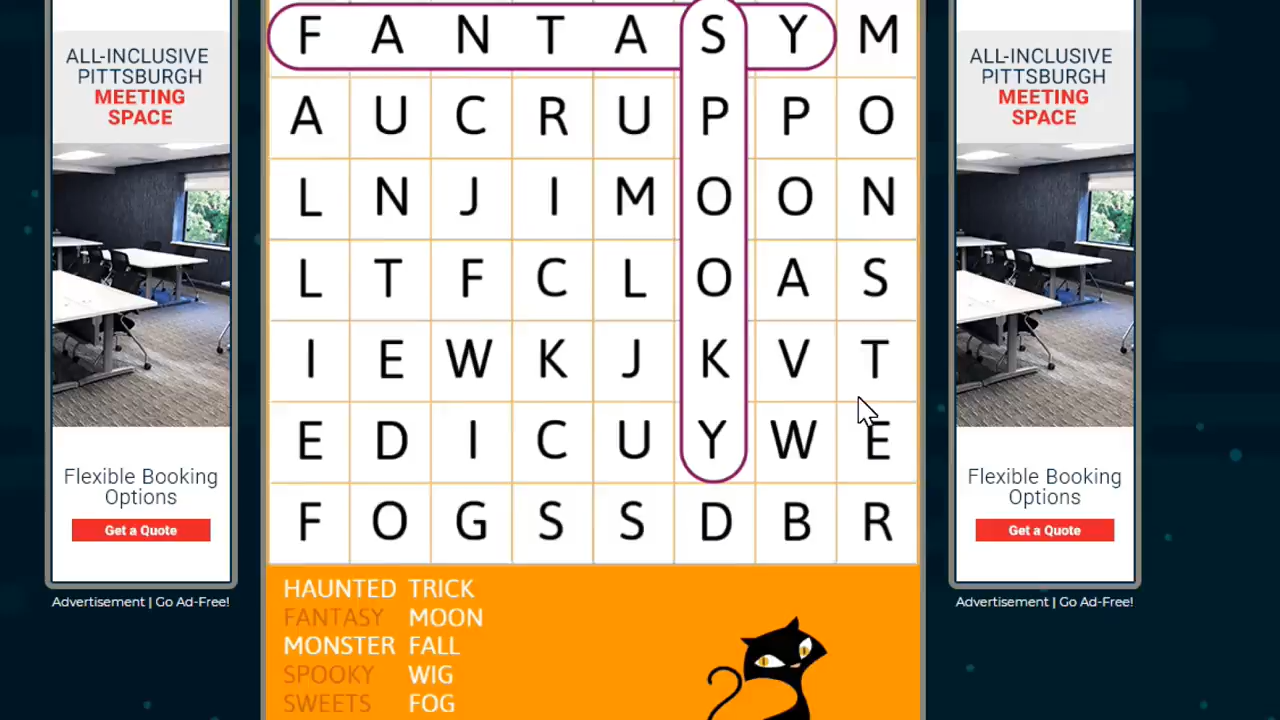 ALL-INCLUSIVE
PITTSBURGH
MEETING
SPACE
Flexible Booking
Options
Get a Quote
Advertisement | Go Ad-Free!
F A N T A S Y M
A U C R U P P O
L N J I M O O N
L T F C L O A S
I E W K J K V T
E D I C U Y W E
F O G S S D B R
HAUNTED TRICK
FANTASY MOON
MONSTER FALL
SPOOKY WIG
SWEETS FOG
ALL-INCLUSIVE
PITTSBURGH
MEETING
SPACE
Flexible Booking
Options
Get a Quote
Advertisement | Go Ad-Free!